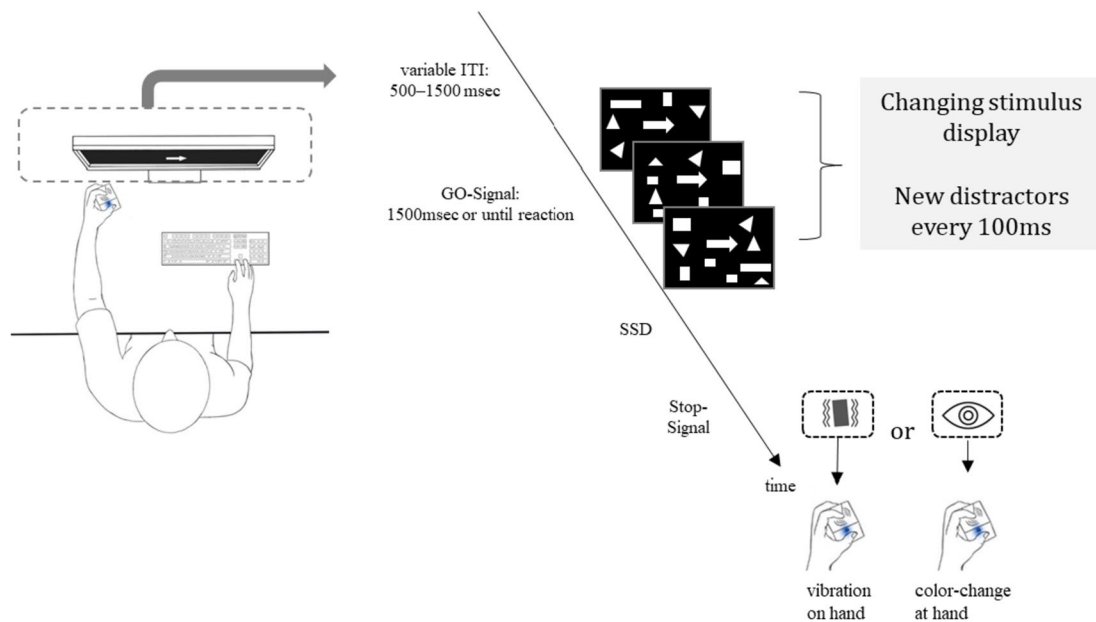 variable ITI:
500–1500 msec
GO-Signal:
1500msec or until reaction
Changing stimulus
display
New distractors
every 100ms
SSD
Stop-
Signal
time
or
vibration
on hand
color-change
at hand